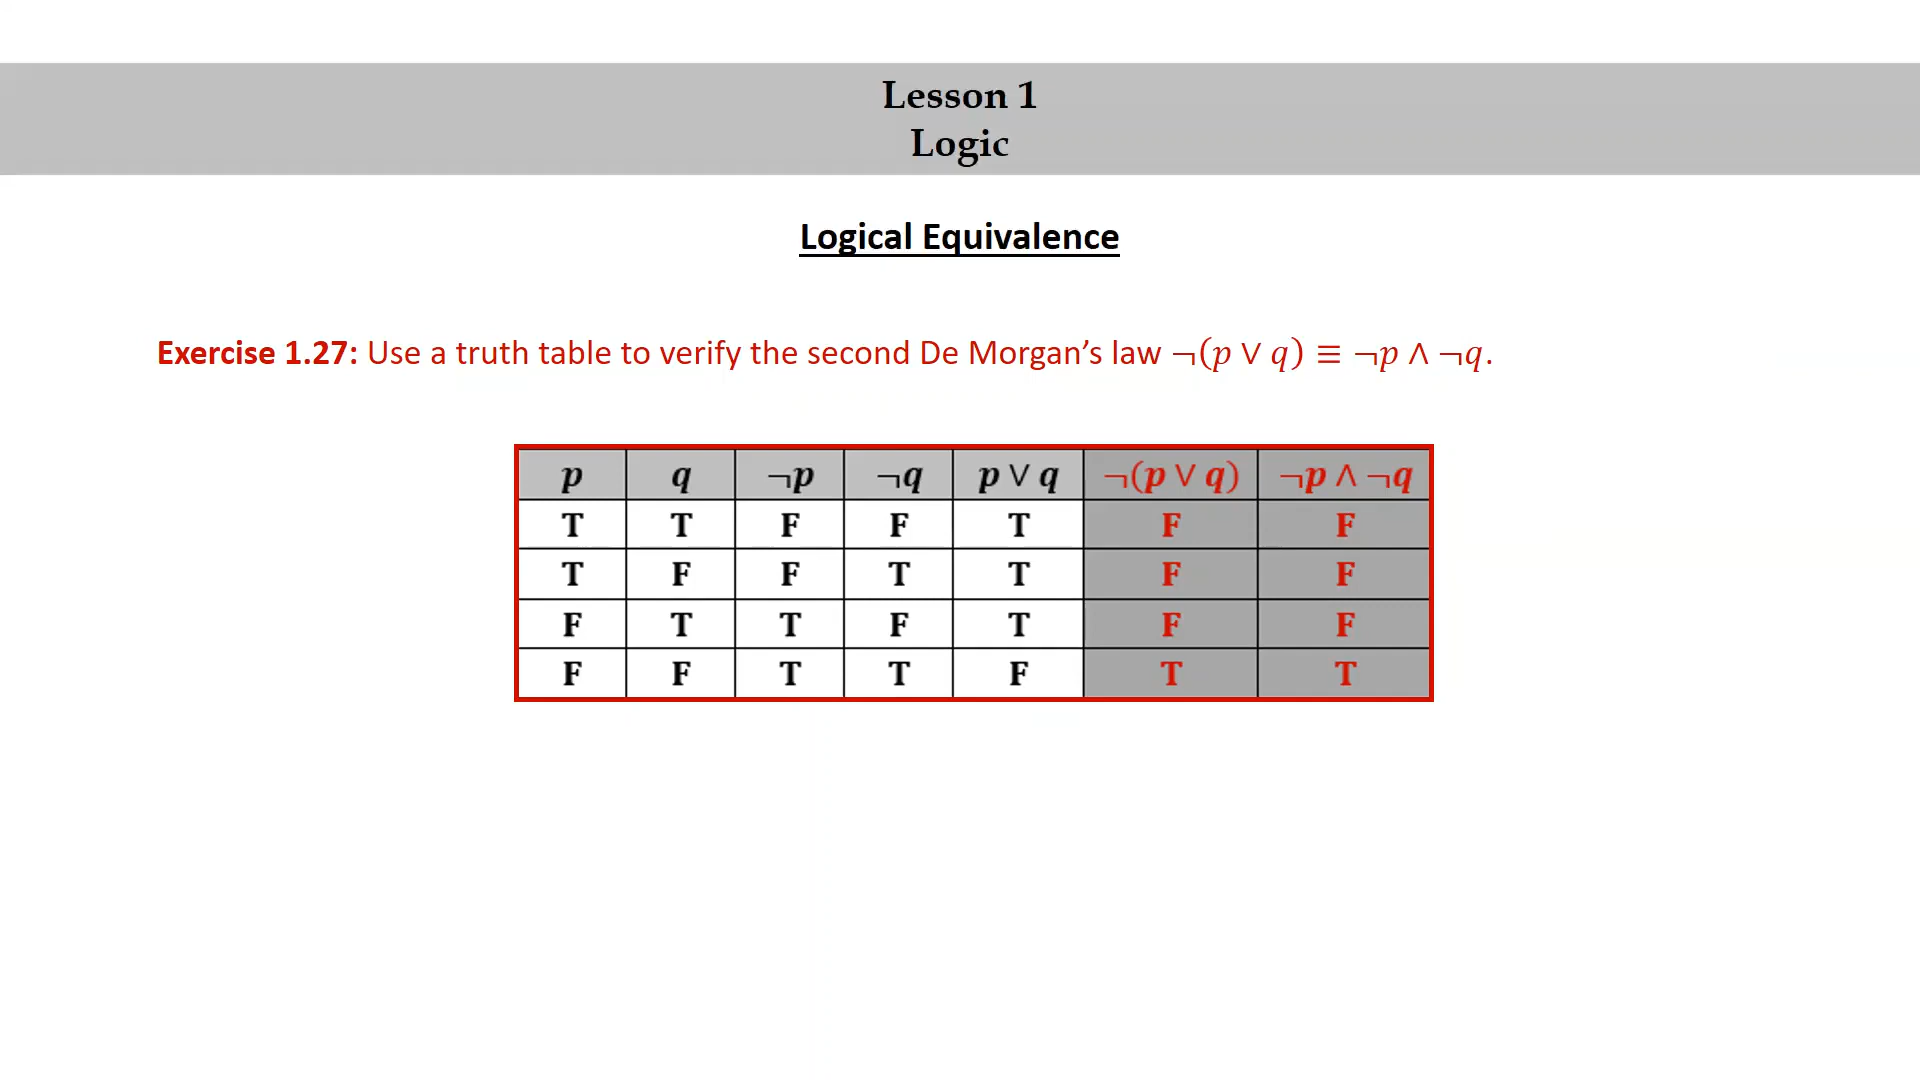 Lesson 1
Logic
Logical Equivalence
Exercise 1.27: Use a truth table to verify the second De Morgan’s law ¬(p ∨ q) ≡ ¬p ∧ ¬q.
p q ¬p ¬q p ∨ q ¬(p ∨ q) ¬p ∧ ¬q
T T F F T F F
T F F T T F F
F T T F T F F
F F T T F T T